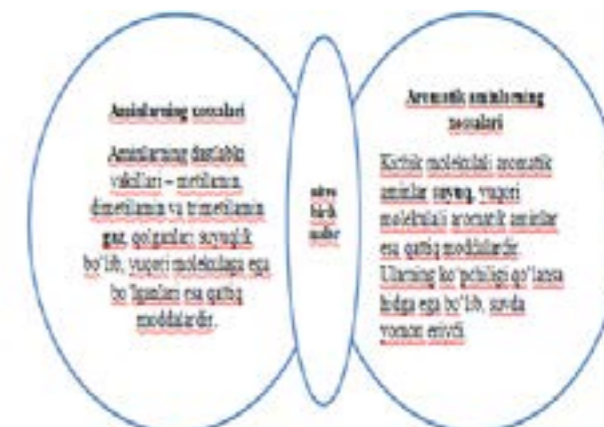 Aminlarning xossalari
Aminlarning dastlabki
vakillari – metilamin,
dimetilamin va trimetilamin
gaz, qolganlari suyuqlik
bo'lib, yuqori molekulaga ega
bo'lganlari esa qattiq
moddalardir.
birik
Aromatik aminlarning
xossalari
Kichik molekulali aromatik
aminlar suyuq, yuqori
molekulali aromatik aminlar
esa qattiq moddalardir.
Ularning ko'pchiligi qo'lansa
hidga ega bo'lib, suvda
yomon eriydi.